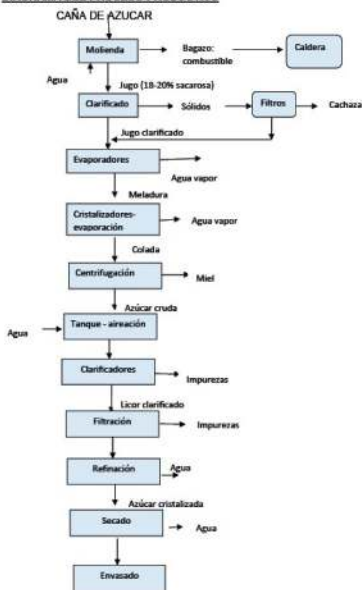 CAÑA DE AZUCAR
Molienda
Bagazo:
combustible
Caldera
Agua
Jugo (18-20% sacarosa)
Clarificado
Sólidos
Filtros
Cachaza
Jugo clarificado
Evaporadores
Agua vapor
Meladura
Cristalizadores-
evaporación
Agua vapor
Colada
Centrifugación
Miel
Azúcar cruda
Agua
Tanque - aireación
Clarificadores
Impurezas
Licor clarificado
Filtración
Impurezas
Refinación
Agua
Azúcar cristalizada
Secado
Agua
Envasado